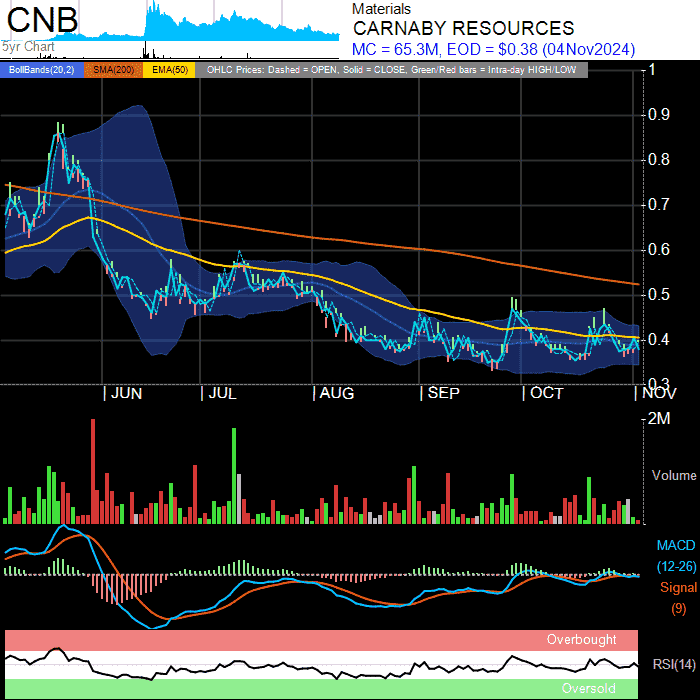 CNB
5yr Chart
Materials
CARNABY RESOURCES
MC = 65.3M, EOD = $0.38 (04Nov2024)
BollBands(20,2) SMA(200) EMA(50) OHLC Prices: Dashed = OPEN, Solid = CLOSE, Green/Red bars = Intra-day HIGH/LOW
1
0.9
0.8
0.7
0.6
0.5
0.4
0.3
JUN JUL AUG SEP OCT NOV
2M
Volume
MACD
(12-26)
Signal
(9)
Overbought
RSI(14)
Oversold